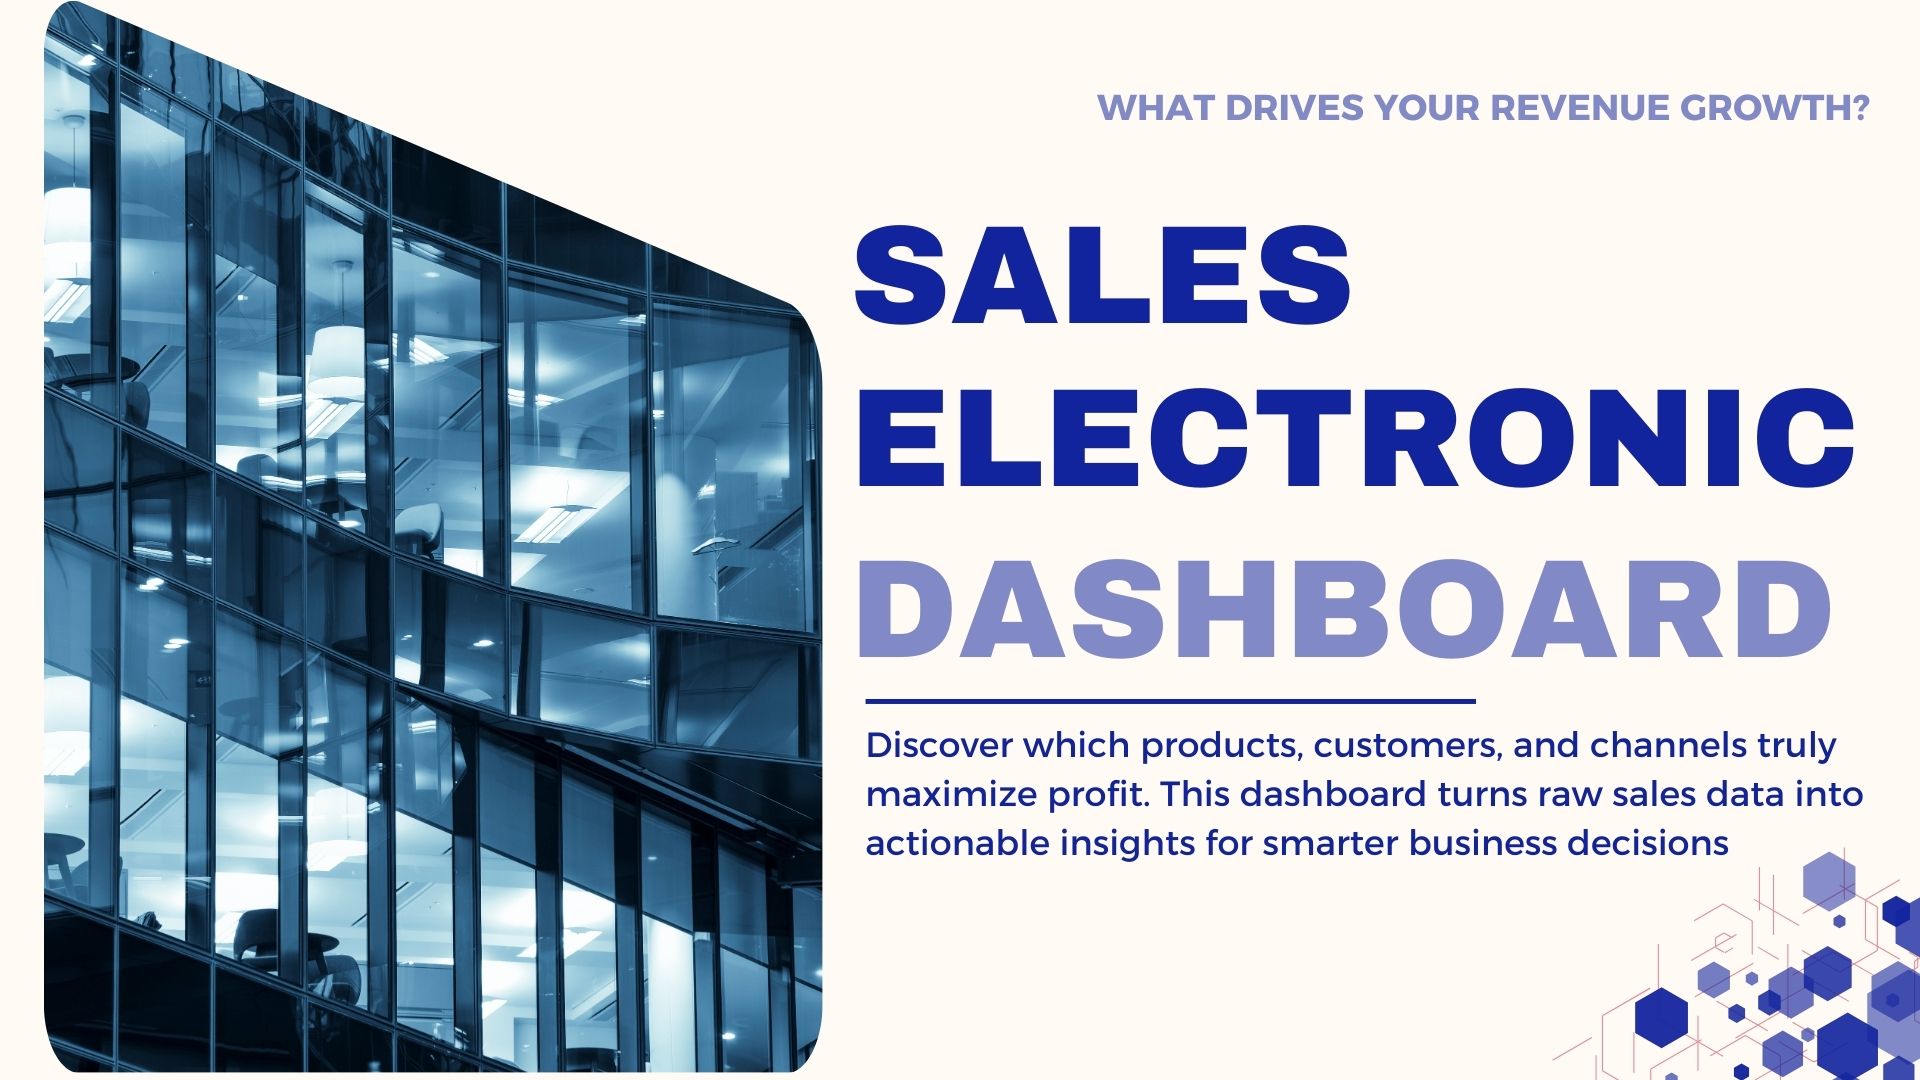 WHAT DRIVES YOUR REVENUE GROWTH?
SALES
ELECTRONIC
DASHBOARD
Discover which products, customers, and channels truly
maximize profit. This dashboard turns raw sales data into
actionable insights for smarter business decisions